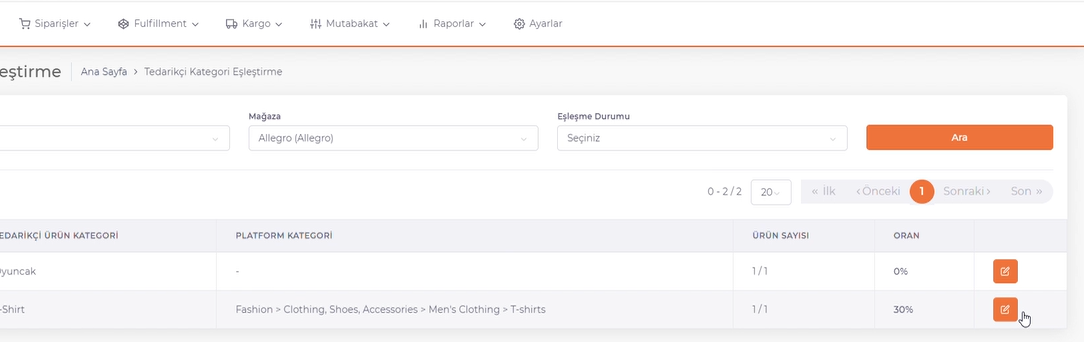 Siparişler Fulfillment Kargo Mutabakat Raporlar Ayarlar
eştirme Ana Sayfa > Tedarikçi Kategori Eşleştirme
Mağaza Eşleşme Durumu
Allegro (Allegro) Seçiniz Ara
0 - 2 / 2 20 « İlk ‹ Önceki 1 Sonraki › Son »
EDARİKÇİ ÜRÜN KATEGORİ PLATFORM KATEGORİ ÜRÜN SAYISI ORAN
yuncak - 1 / 1 0%
-Shirt Fashion > Clothing, Shoes, Accessories > Men's Clothing > T-shirts 1 / 1 30%